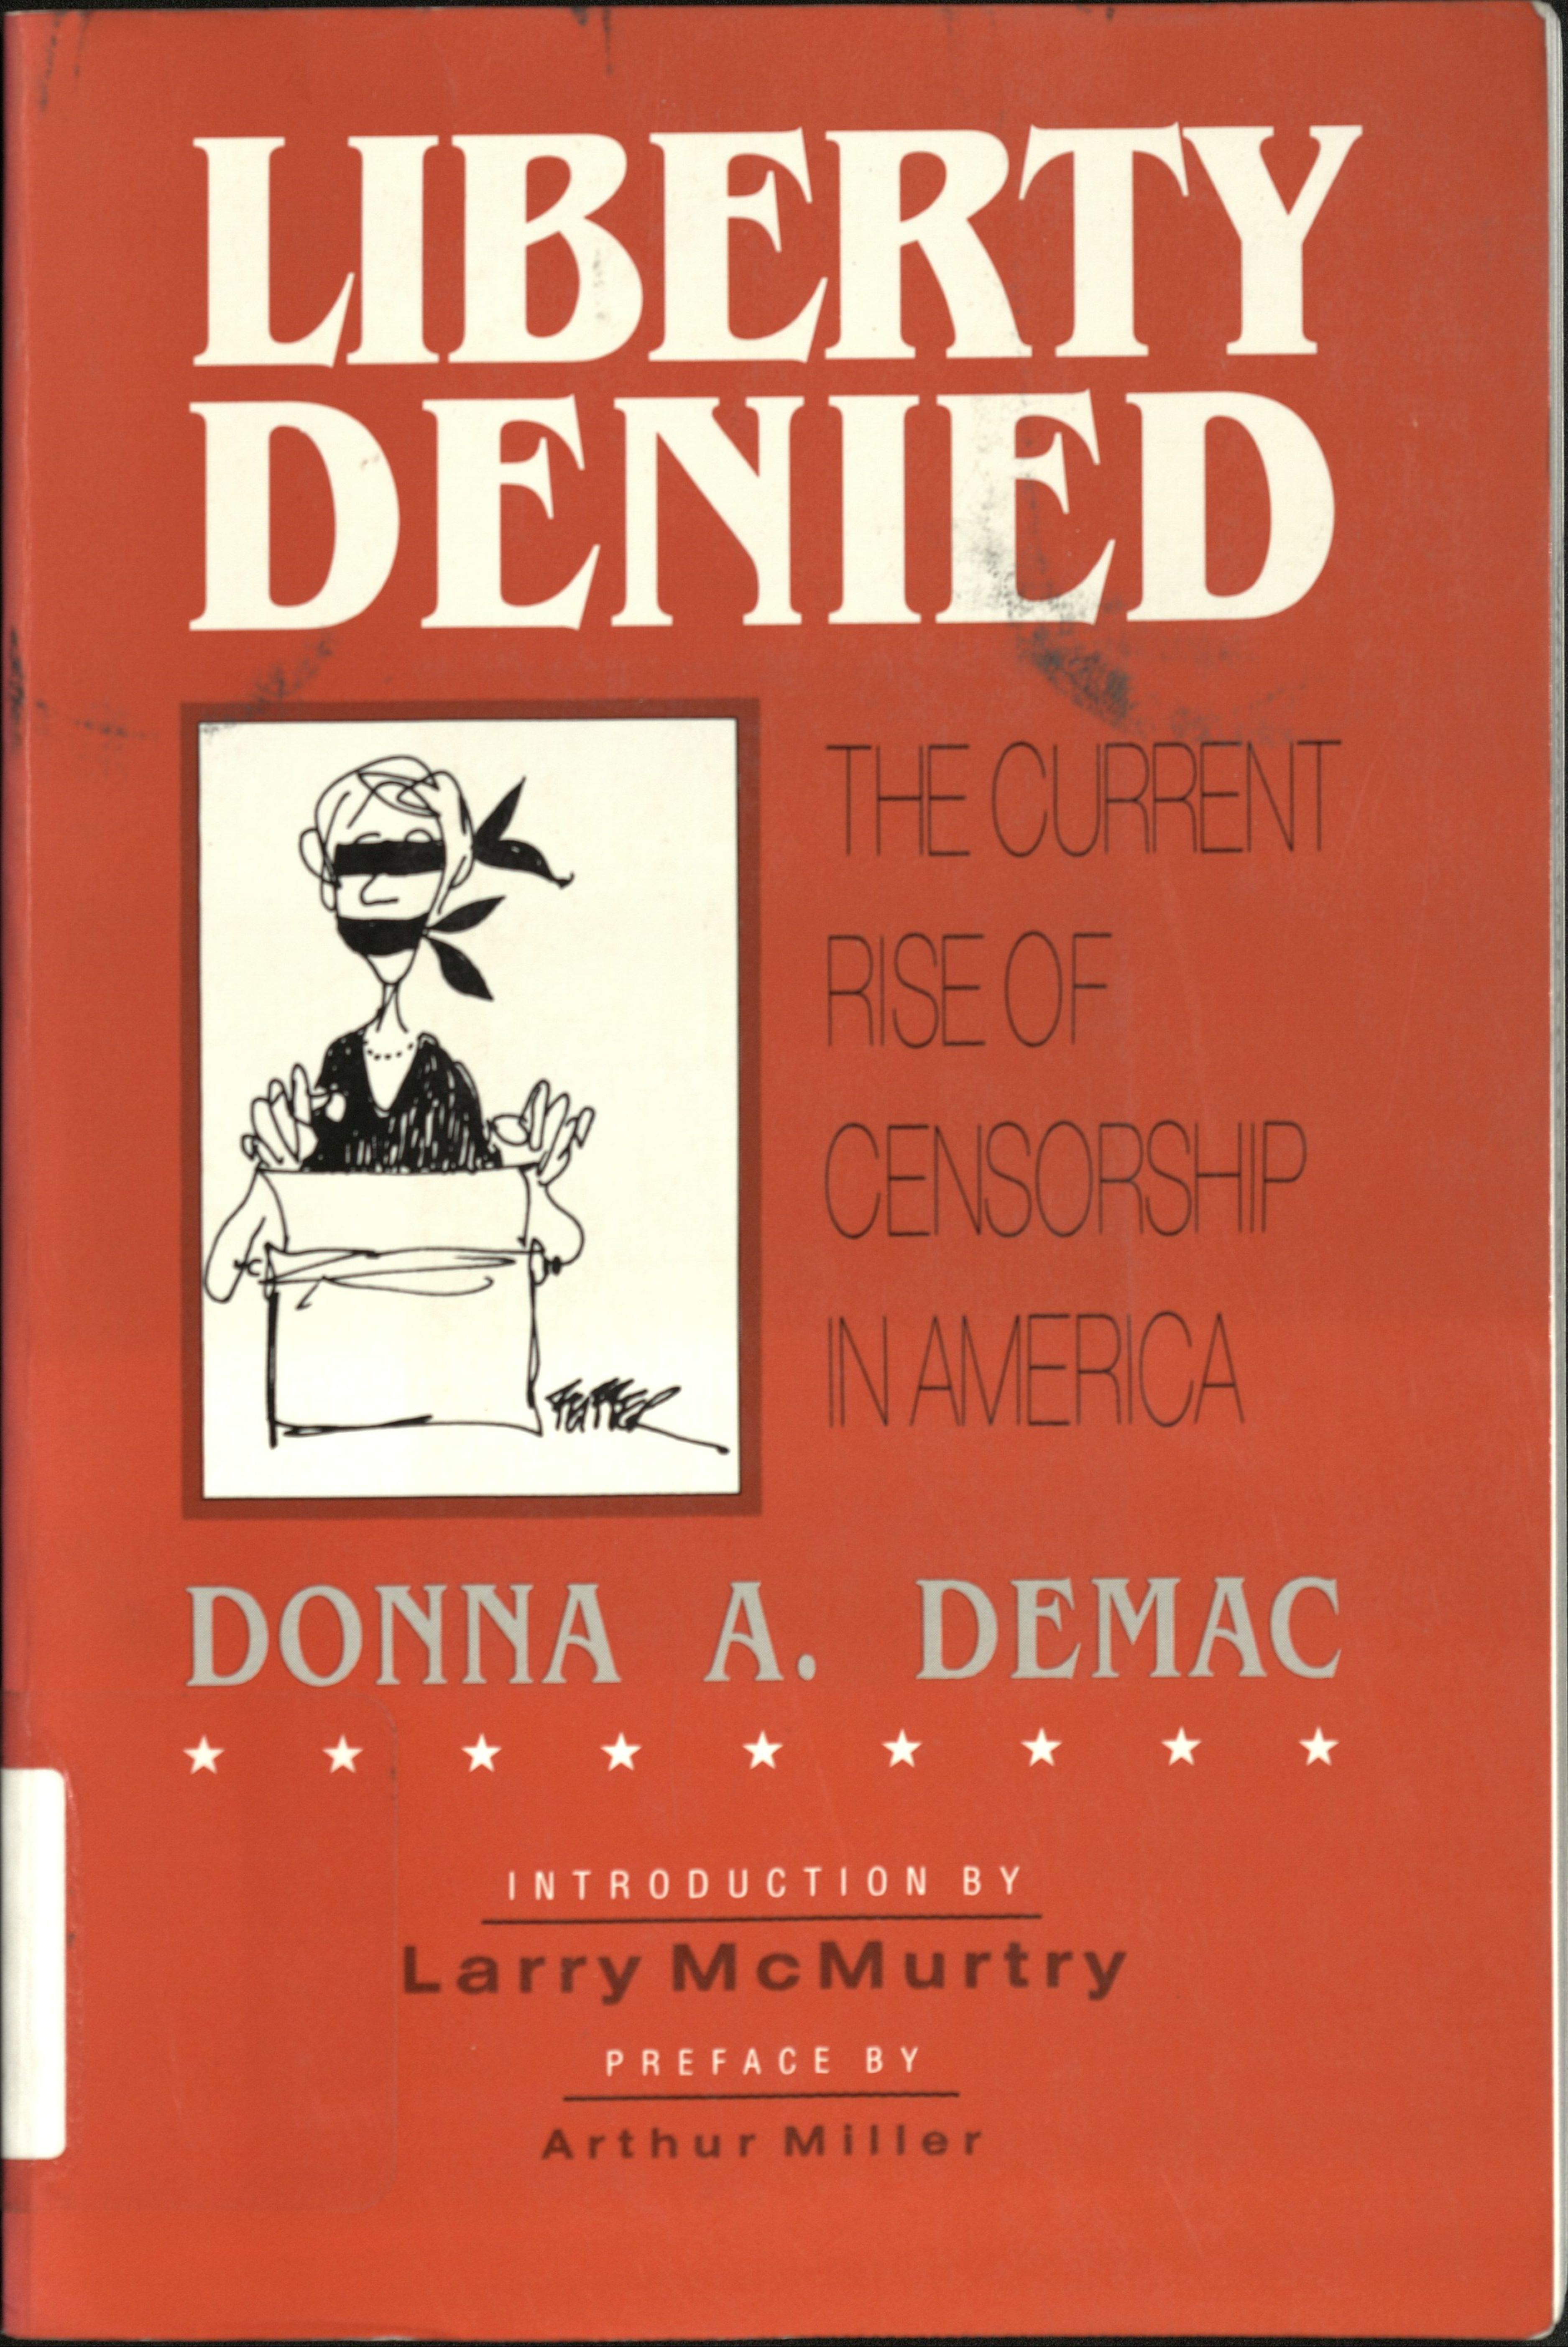 LIBERTY
DENIED
THE CURRENT
RISE OF
CENSORSHIP
IN AMERICA
FEIFFER
DONNA A. DEMAC
INTRODUCTION BY
Larry McMurtry
PREFACE BY
Arthur Miller